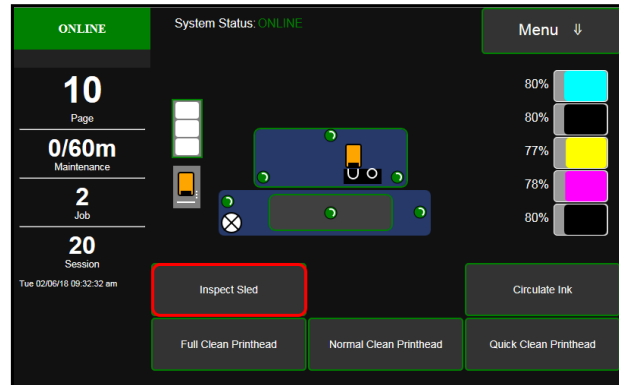 ONLINE
System Status: ONLINE
Menu ⇓
10
Page
0/60m
Maintenance
2
Job
20
Session
Tue 02/06/18 09:32:32 am
80%
80%
77%
78%
80%
Inspect Sled
Circulate Ink
Full Clean Printhead
Normal Clean Printhead
Quick Clean Printhead